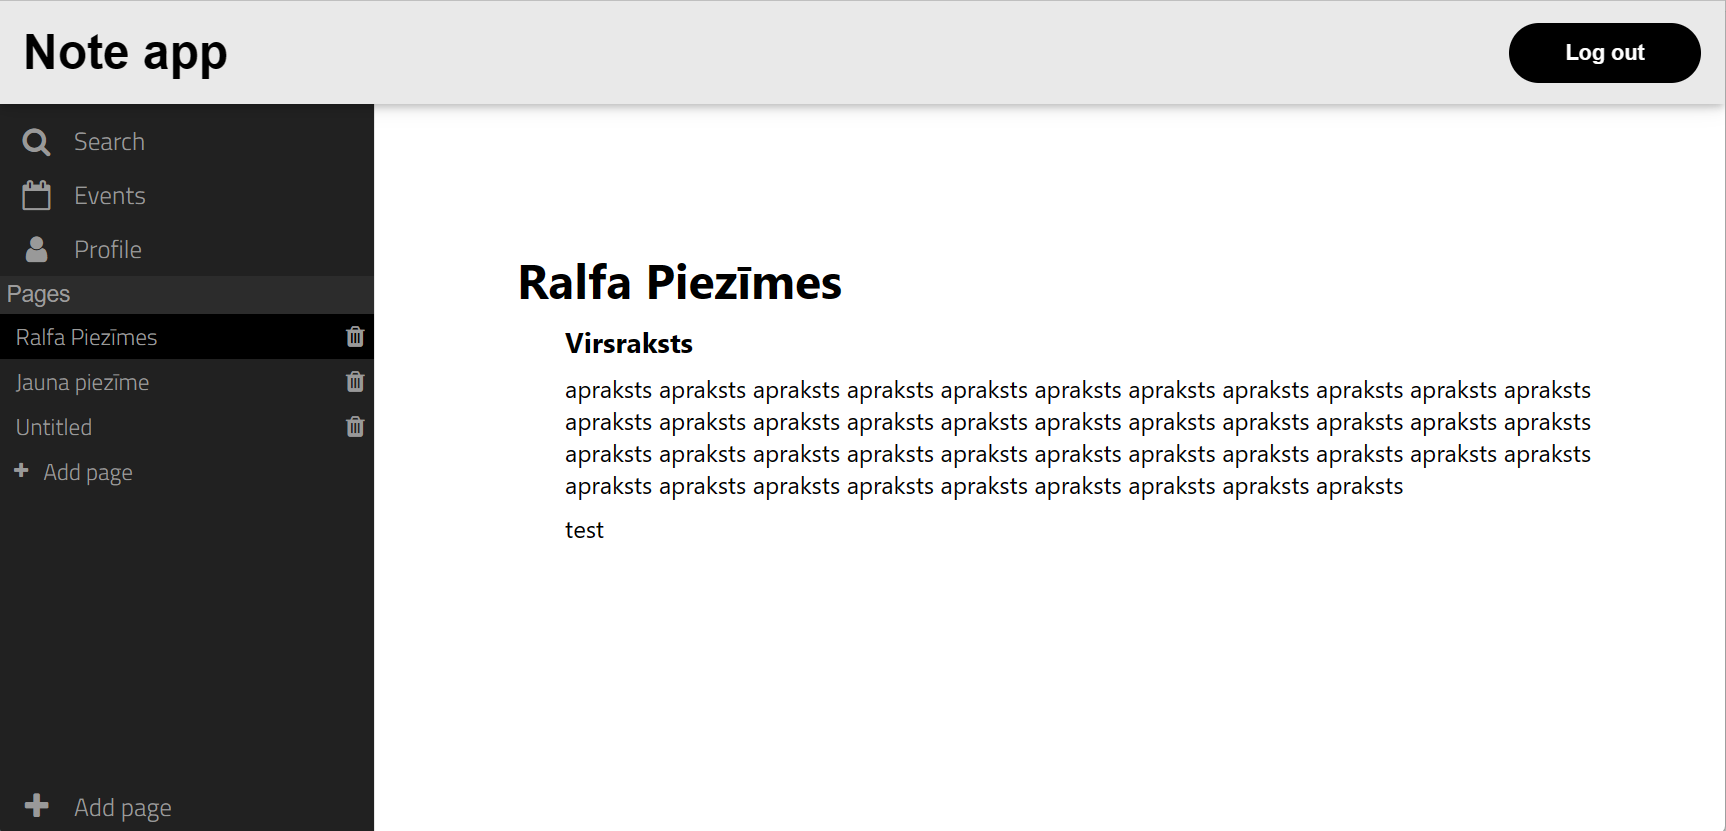 Note app
Log out
Search
Events
Profile
Pages
Ralfa Piezīmes
Jauna piezīme
Untitled
Add page
Add page
Ralfa Piezīmes
Virsraksts
apraksts apraksts apraksts apraksts apraksts apraksts apraksts apraksts apraksts apraksts apraksts
apraksts apraksts apraksts apraksts apraksts apraksts apraksts apraksts apraksts apraksts apraksts
apraksts apraksts apraksts apraksts apraksts apraksts apraksts apraksts apraksts apraksts apraksts
apraksts apraksts apraksts apraksts apraksts apraksts apraksts apraksts apraksts
test